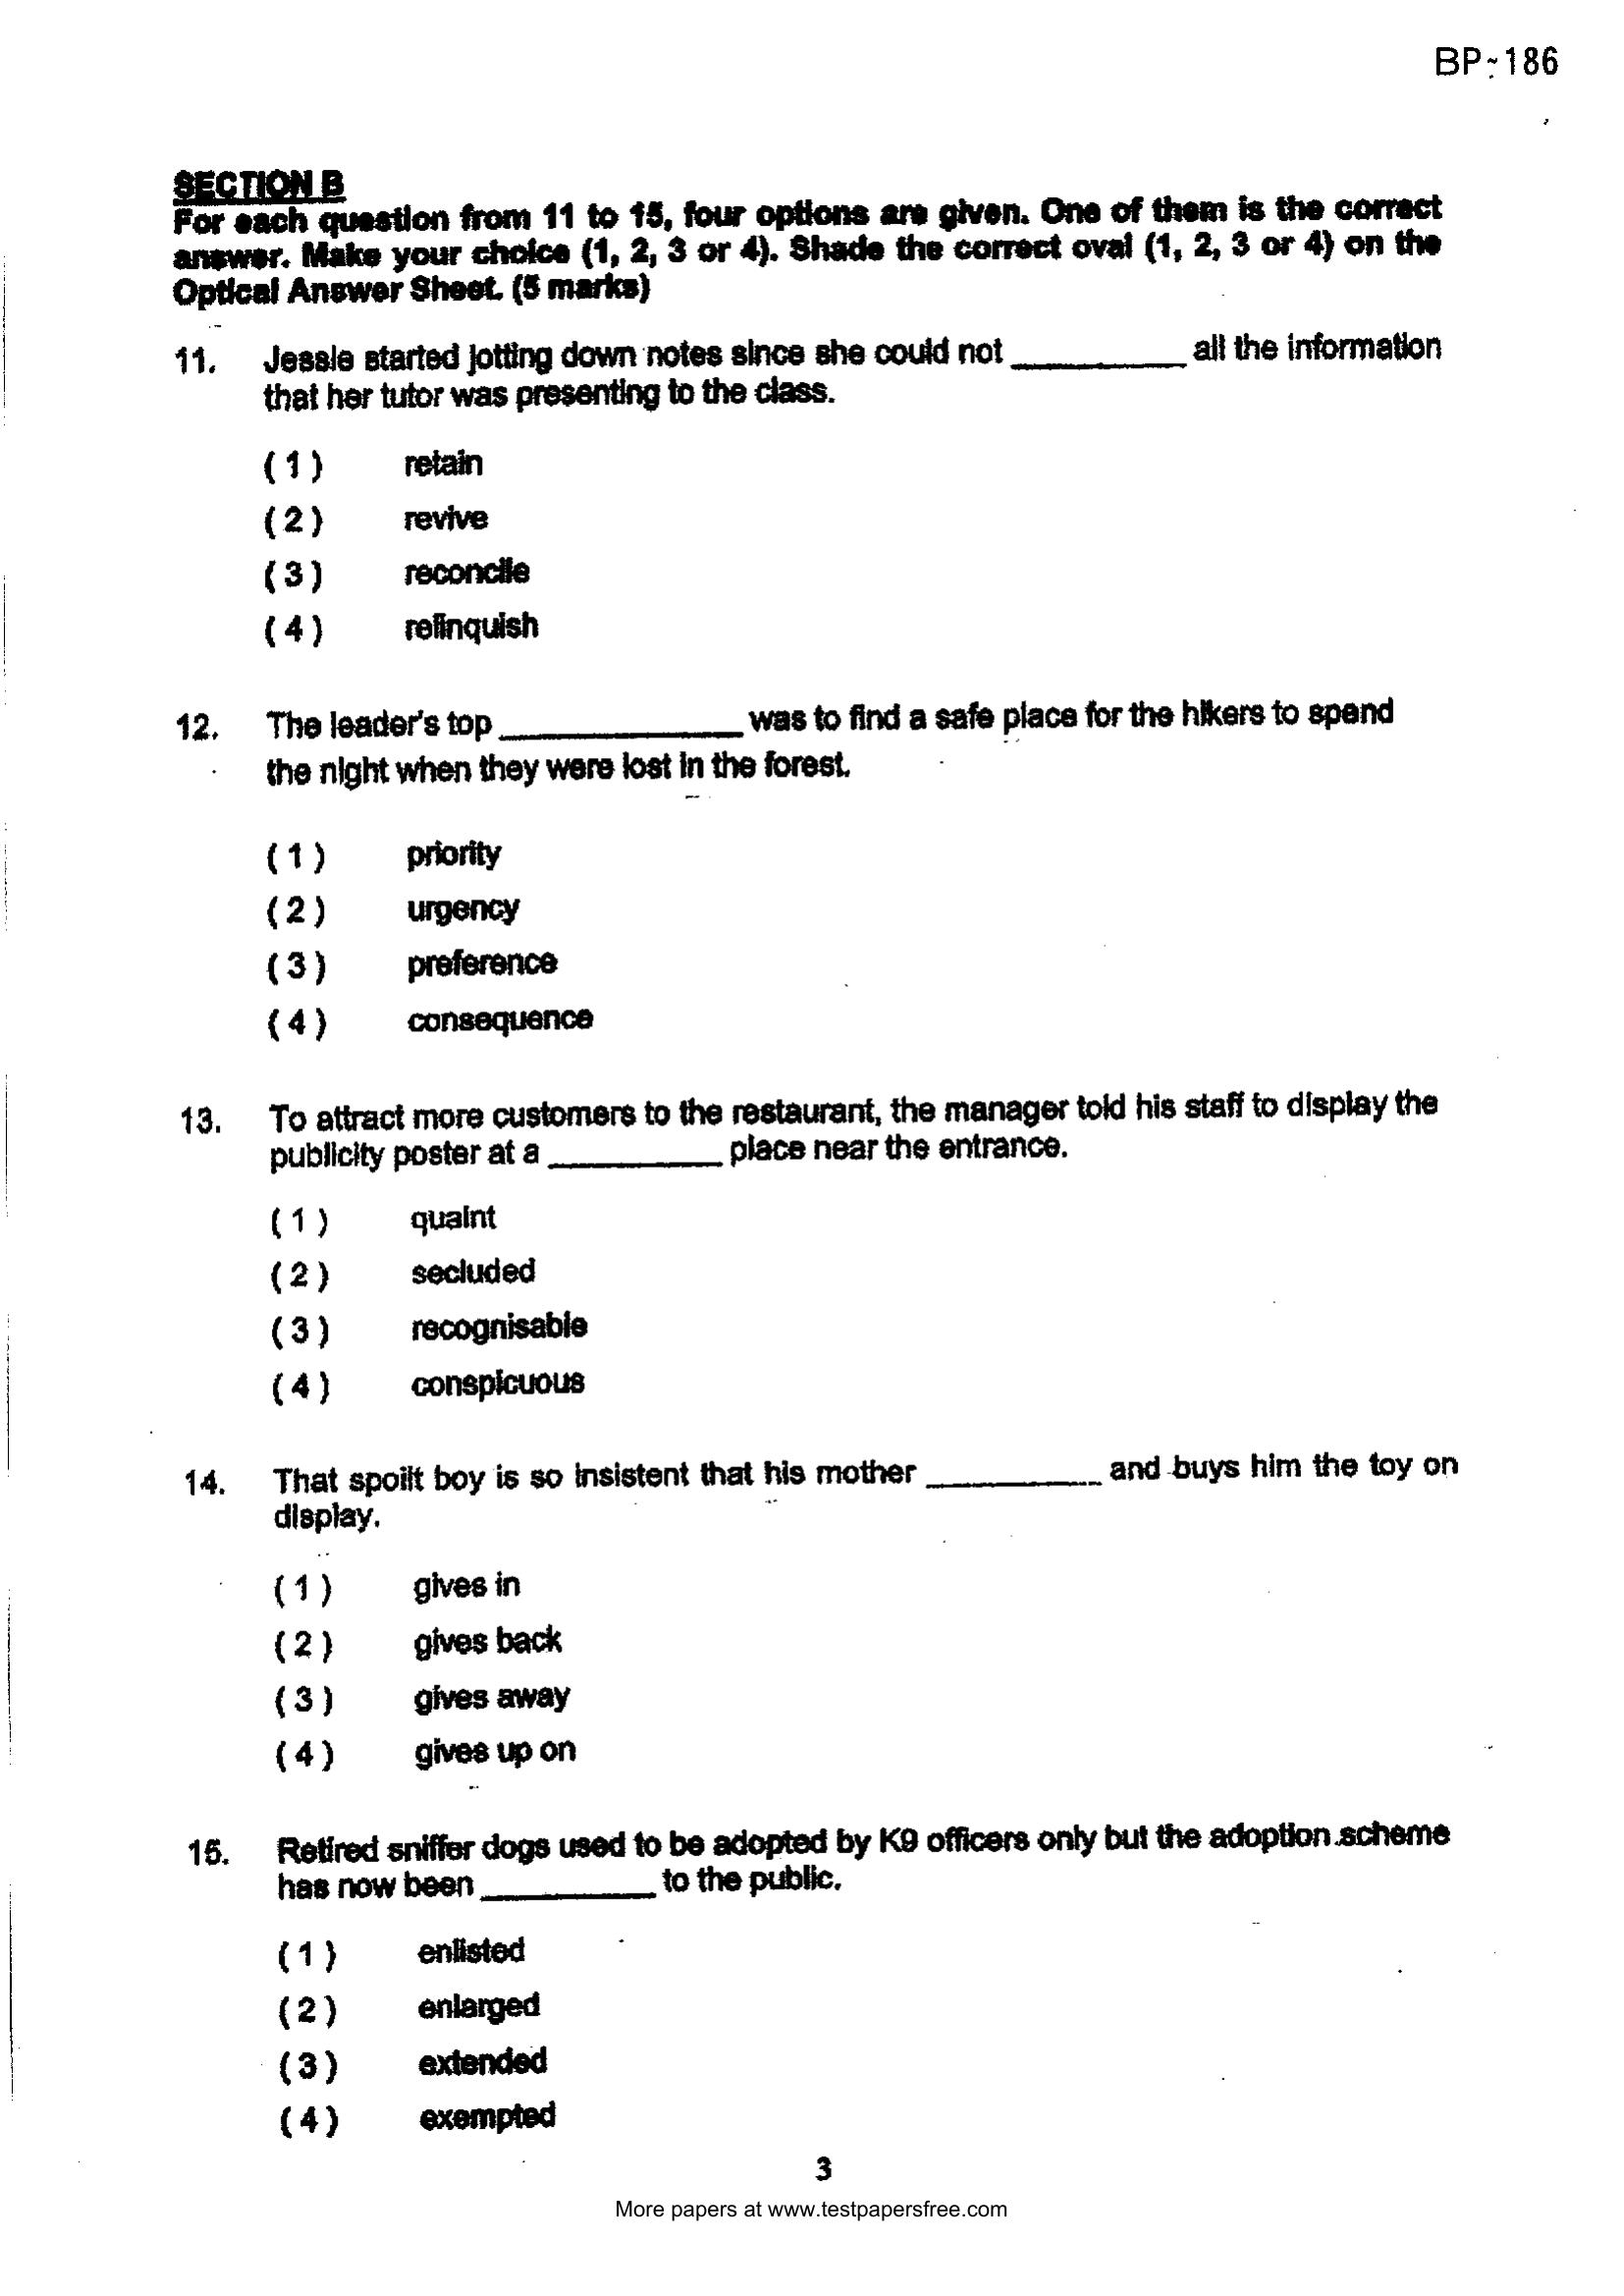 BP-186
SECTION B
For each question from 11 to 15, four options are given. One of them is the correct
answer. Make your choice (1, 2, 3 or 4). Shade the correct oval (1, 2, 3 or 4) on the
Optical Answer Sheet. (5 marks)
11. Jessie started jotting down notes since she could not __________ all the information
that her tutor was presenting to the class.
(1) retain
(2) revive
(3) reconcile
(4) relinquish
12. The leader's top ______________ was to find a safe place for the hikers to spend
the night when they were lost in the forest.
(1) priority
(2) urgency
(3) preference
(4) consequence
13. To attract more customers to the restaurant, the manager told his staff to display the
publicity poster at a __________ place near the entrance.
(1) quaint
(2) secluded
(3) recognisable
(4) conspicuous
14. That spoilt boy is so insistent that his mother __________ and buys him the toy on
display.
(1) gives in
(2) gives back
(3) gives away
(4) gives up on
15. Retired sniffer dogs used to be adopted by K9 officers only but the adoption scheme
has now been __________ to the public.
(1) enlisted
(2) enlarged
(3) extended
(4) exempted
3
More papers at www.testpapersfree.com